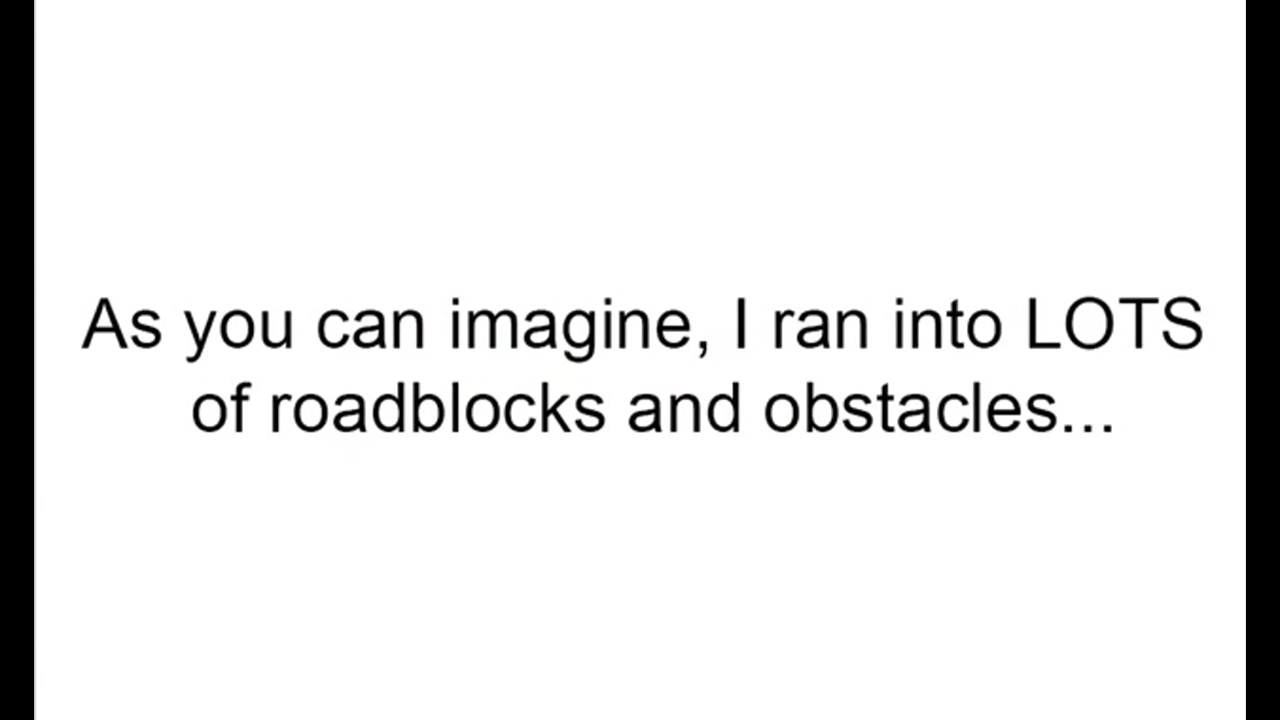 As you can imagine, I ran into LOTS
of roadblocks and obstacles...